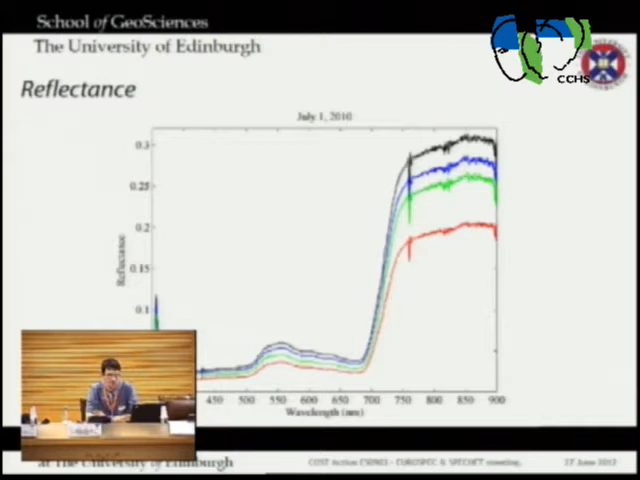 School of GeoSciences
The University of Edinburgh
CCHS
Reflectance
July 1, 2010
0.3
0.25
0.2
0.15
0.1
Reflectance
450 500 550 600 650 700 750 800 850 900
Wavelength (nm)
at The University of Edinburgh
COST Action ES0903 - EUROSPEC & SPECNET meeting,
27 June 2012